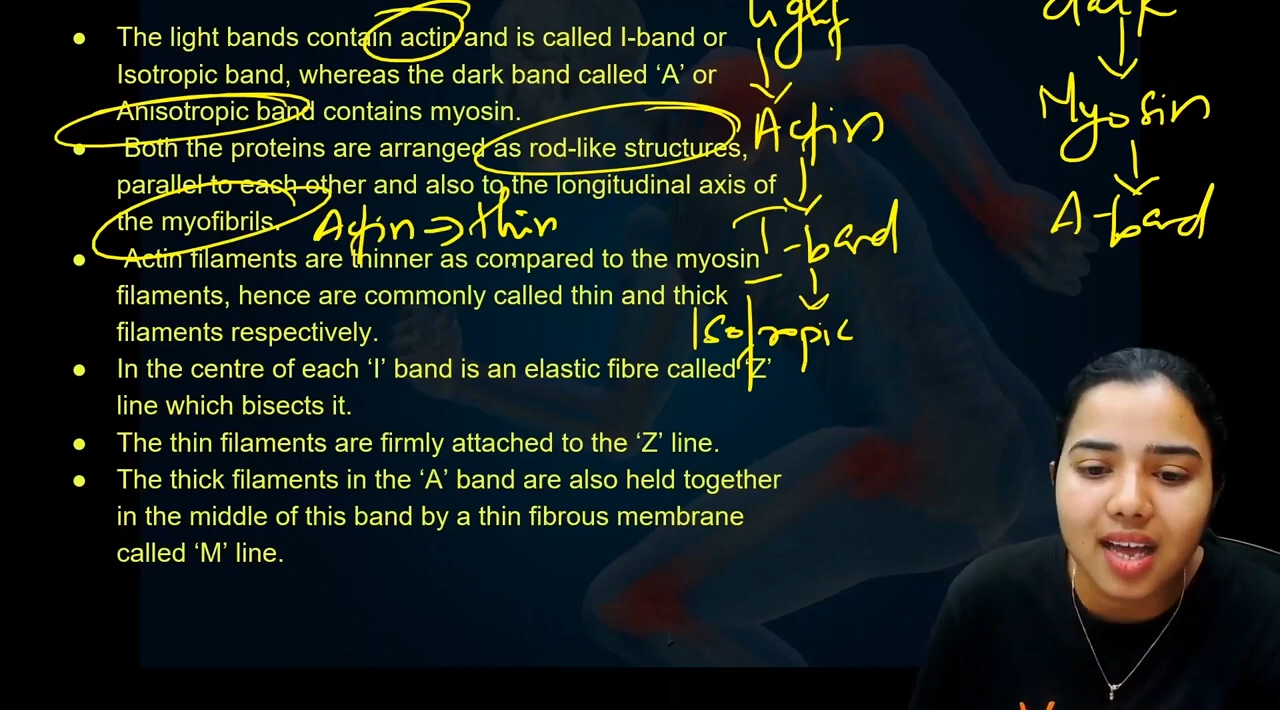 ● The light bands contain actin and is called I-band or
Isotropic band, whereas the dark band called ‘A’ or
Anisotropic band contains myosin.
● Both the proteins are arranged as rod-like structures,
parallel to each other and also to the longitudinal axis of
the myofibrils.
● Actin filaments are thinner as compared to the myosin
filaments, hence are commonly called thin and thick
filaments respectively.
● In the centre of each ‘I’ band is an elastic fibre called ‘Z’
line which bisects it.
● The thin filaments are firmly attached to the ‘Z’ line.
● The thick filaments in the ‘A’ band are also held together
in the middle of this band by a thin fibrous membrane
called ‘M’ line.
Actin ⇒ thin
light
↓
Actin
↓
I-band
↓
Isotropic
dark
↓
Myosin
↓
A-band